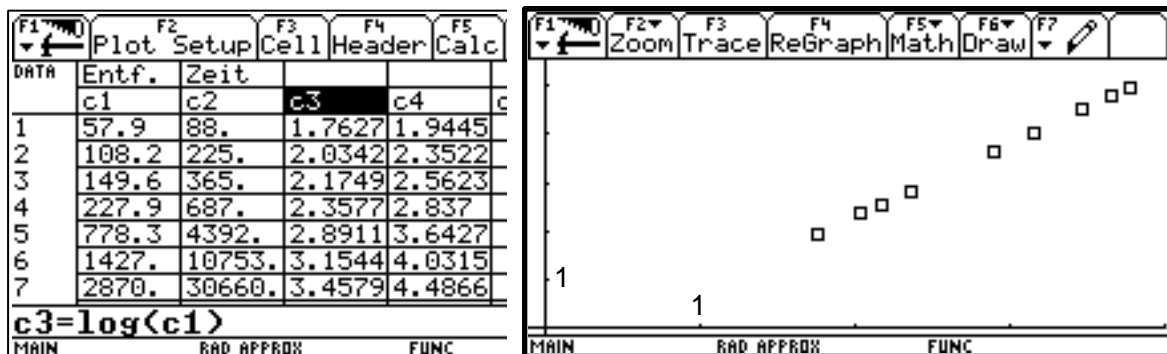 F1 F2 F3 F4 F5
Plot Setup Cell Header Calc
DATA Entf. Zeit
c1 c2 c3 c4 c
1 57.9 88. 1.7627 1.9445
2 108.2 225. 2.0342 2.3522
3 149.6 365. 2.1749 2.5623
4 227.9 687. 2.3577 2.837
5 778.3 4392. 2.8911 3.6427
6 1427. 10753. 3.1544 4.0315
7 2870. 30660. 3.4579 4.4866
c3=log(c1)
MAIN RAD APPROX FUNC
F1 F2 F3 F4 F5 F6 F7
Zoom Trace ReGraph Math Draw
1
1
MAIN RAD APPROX FUNC